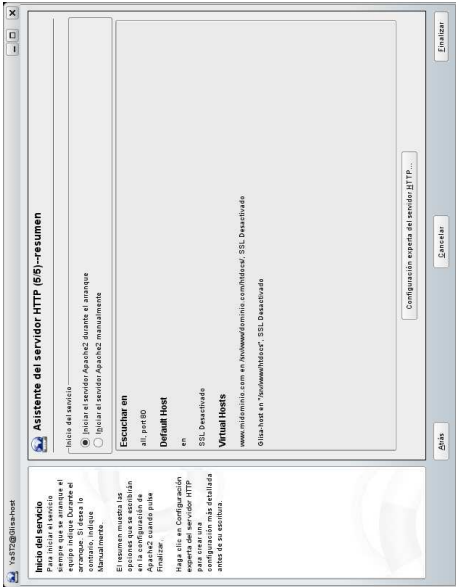 YaST2@Glisa-host
Inicio del servicio
Para iniciar el servicio
siempre que se arranque el
equipo indique Durante el
arranque. Si desea lo
contrario, indique
Manualmente.
El resumen muestra las
opciones que se escribirán
en la configuración de
Apache2 cuando pulse
Finalizar.
Haga clic en Configuración
experta del servidor HTTP
para crear una
configuración más detallada
antes de su escritura.
Asistente del servidor HTTP (5/5)--resumen
Inicio del servicio
Iniciar el servidor Apache2 durante el arranque
Iniciar el servidor Apache2 manualmente
Escuchar en
all, port 80
Default Host
en
SSL Desactivado
Virtual Hosts
www.midominio.com en /srv/www/dominio.com/htdocs/, SSL Desactivado
Glisa-host en "/srv/www/htdocs", SSL Desactivado
Configuración experta del servidor HTTP...
Atrás
Cancelar
Finalizar